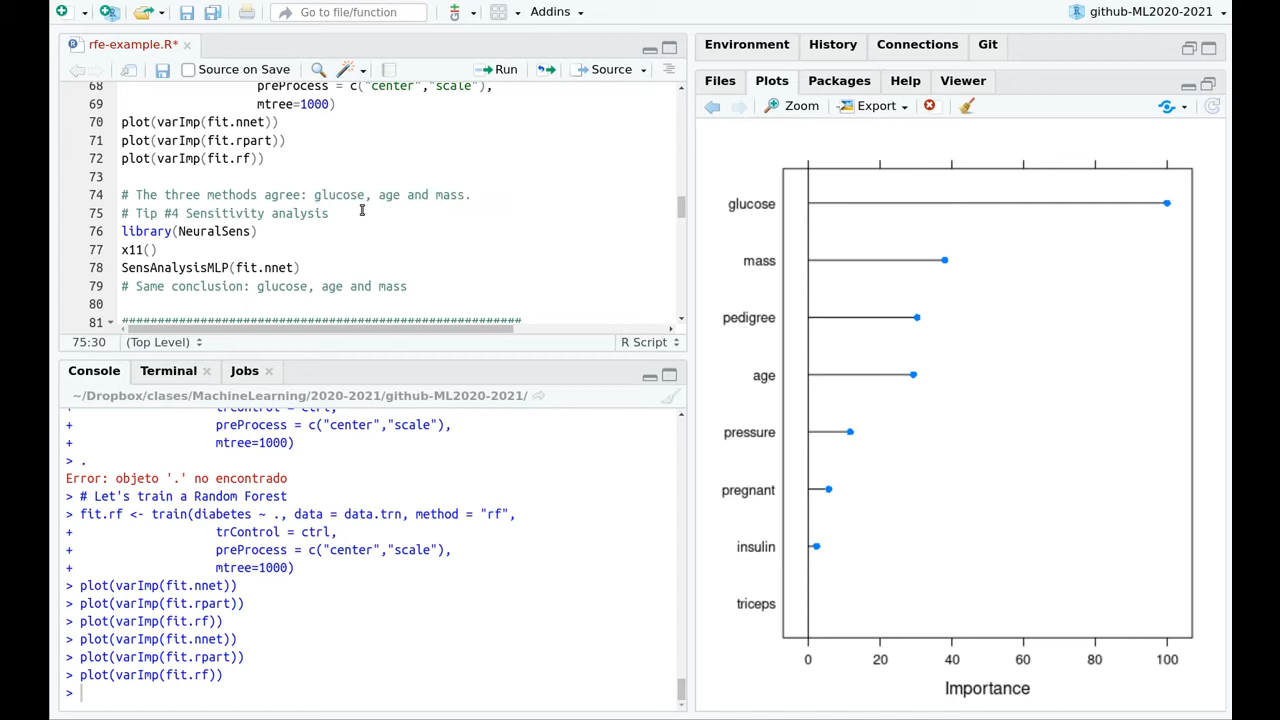 Go to file/function
Addins
github-ML2020-2021
rfe-example.R*
Source on Save
Run
Source
68 preProcess = c("center","scale"),
69 mtree=1000)
70 plot(varImp(fit.nnet))
71 plot(varImp(fit.rpart))
72 plot(varImp(fit.rf))
73
74 # The three methods agree: glucose, age and mass.
75 # Tip #4 Sensitivity analysis
76 library(NeuralSens)
77 x11()
78 SensAnalysisMLP(fit.nnet)
79 # Same conclusion: glucose, age and mass
80
81 ###################################################
75:30 (Top Level) R Script
Console Terminal Jobs
~/Dropbox/clases/MachineLearning/2020-2021/github-ML2020-2021/
+ trControl = ctrl,
+ preProcess = c("center","scale"),
+ mtree=1000)
> .
Error: objeto '.' no encontrado
> # Let's train a Random Forest
> fit.rf <- train(diabetes ~ ., data = data.trn, method = "rf",
+ trControl = ctrl,
+ preProcess = c("center","scale"),
+ mtree=1000)
> plot(varImp(fit.nnet))
> plot(varImp(fit.rpart))
> plot(varImp(fit.rf))
> plot(varImp(fit.nnet))
> plot(varImp(fit.rpart))
> plot(varImp(fit.rf))
>
Environment History Connections Git
Files Plots Packages Help Viewer
Zoom Export
glucose
mass
pedigree
age
pressure
pregnant
insulin
triceps
0 20 40 60 80 100
Importance